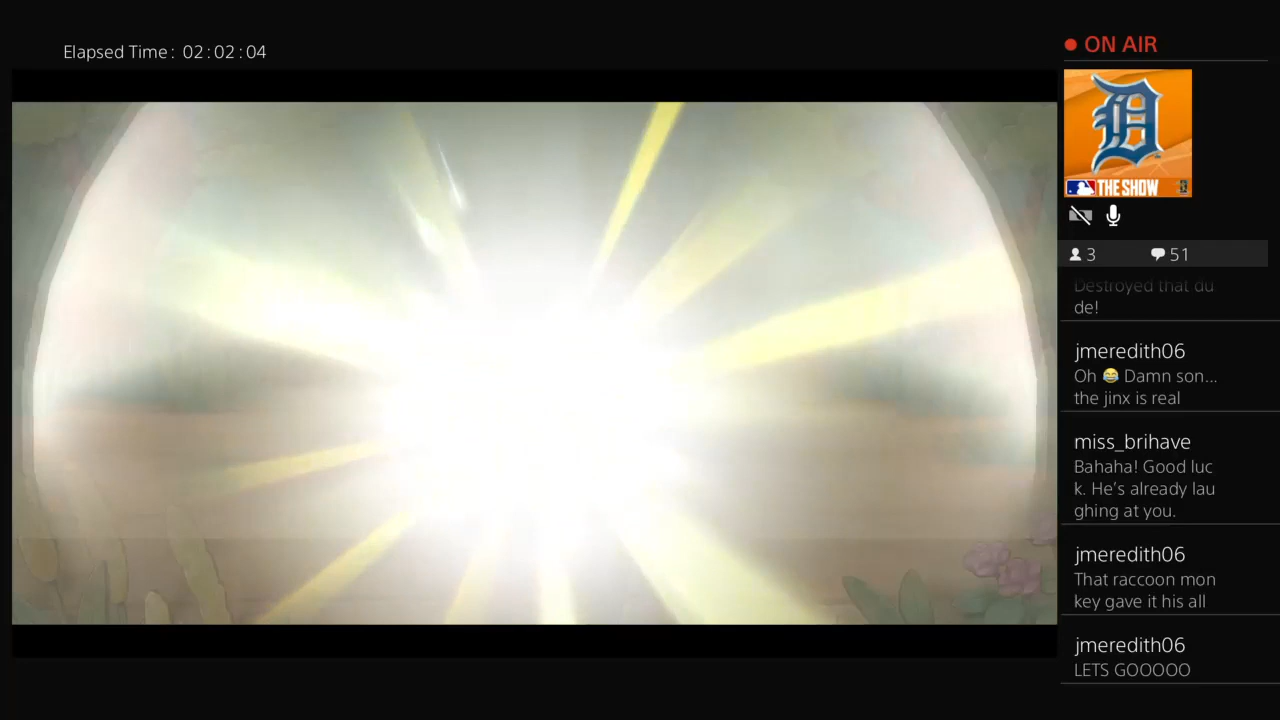 Elapsed Time: 02:02:04
ON AIR
D
THE SHOW
3
51
Destroyed that du
de!
jmeredith06
Oh 😂 Damn son...
the jinx is real
miss_brihave
Bahaha! Good luc
k. He's already lau
ghing at you.
jmeredith06
That raccoon mon
key gave it his all
jmeredith06
LETS GOOOOO